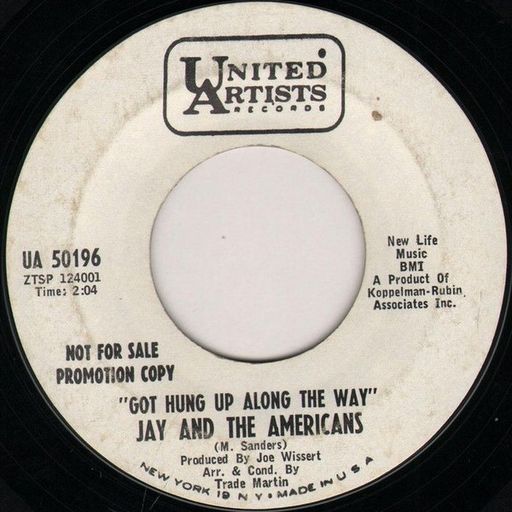 UNITED
ARTISTS
RECORDS
UA 50196
ZTSP 124001
Time: 2:04
New Life
Music
BMI
A Product Of
Koppelman-Rubin
Associates Inc.
NOT FOR SALE
PROMOTION COPY
"GOT HUNG UP ALONG THE WAY"
JAY AND THE AMERICANS
(M. Sanders)
Produced By Joe Wissert
Arr. & Cond. By
Trade Martin
NEW YORK 19 N Y • MADE IN U S A